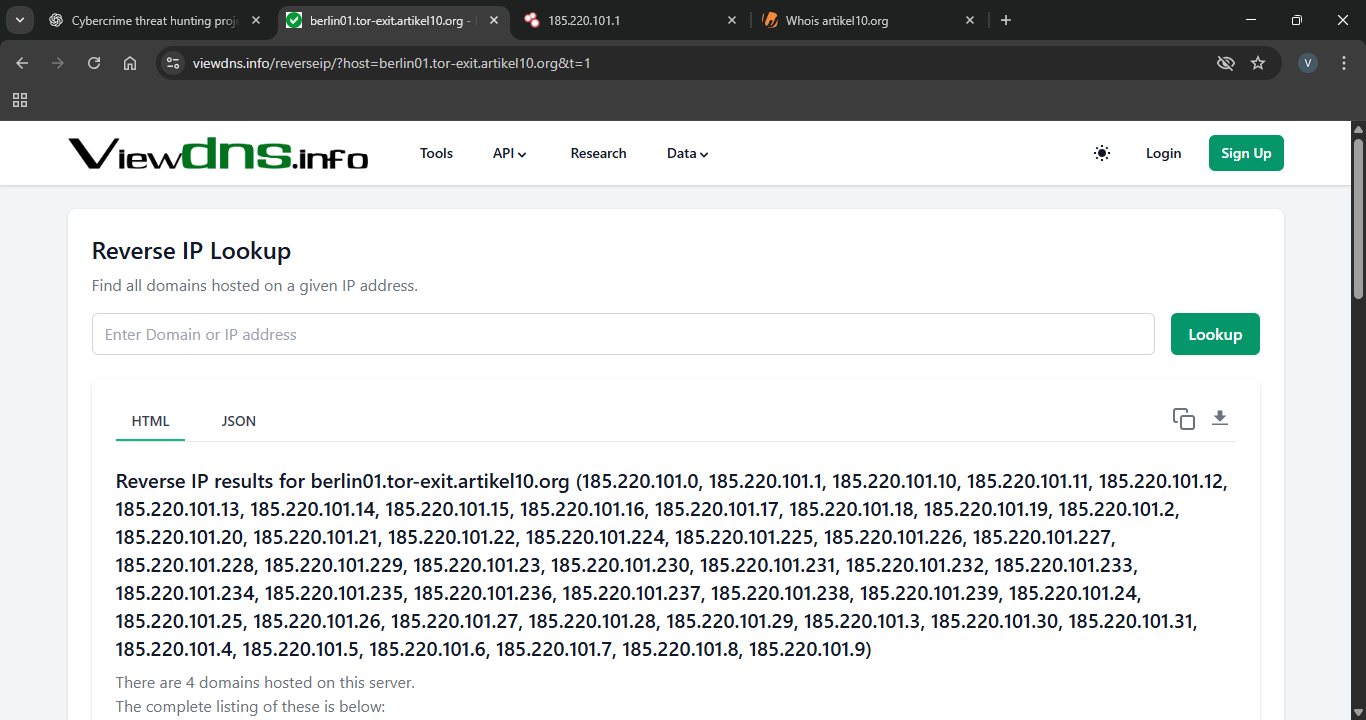 Cybercrime threat hunting proj
berlin01.tor-exit.artikel10.org -
185.220.101.1
Whois artikel10.org
viewdns.info/reverseip/?host=berlin01.tor-exit.artikel10.org&t=1
V
Viewdns.info
Tools
API
Research
Data
Login
Sign Up
Reverse IP Lookup
Find all domains hosted on a given IP address.
Enter Domain or IP address
Lookup
HTML
JSON
Reverse IP results for berlin01.tor-exit.artikel10.org (185.220.101.0, 185.220.101.1, 185.220.101.10, 185.220.101.11, 185.220.101.12,
185.220.101.13, 185.220.101.14, 185.220.101.15, 185.220.101.16, 185.220.101.17, 185.220.101.18, 185.220.101.19, 185.220.101.2,
185.220.101.20, 185.220.101.21, 185.220.101.22, 185.220.101.224, 185.220.101.225, 185.220.101.226, 185.220.101.227,
185.220.101.228, 185.220.101.229, 185.220.101.23, 185.220.101.230, 185.220.101.231, 185.220.101.232, 185.220.101.233,
185.220.101.234, 185.220.101.235, 185.220.101.236, 185.220.101.237, 185.220.101.238, 185.220.101.239, 185.220.101.24,
185.220.101.25, 185.220.101.26, 185.220.101.27, 185.220.101.28, 185.220.101.29, 185.220.101.3, 185.220.101.30, 185.220.101.31,
185.220.101.4, 185.220.101.5, 185.220.101.6, 185.220.101.7, 185.220.101.8, 185.220.101.9)
There are 4 domains hosted on this server.
The complete listing of these is below: